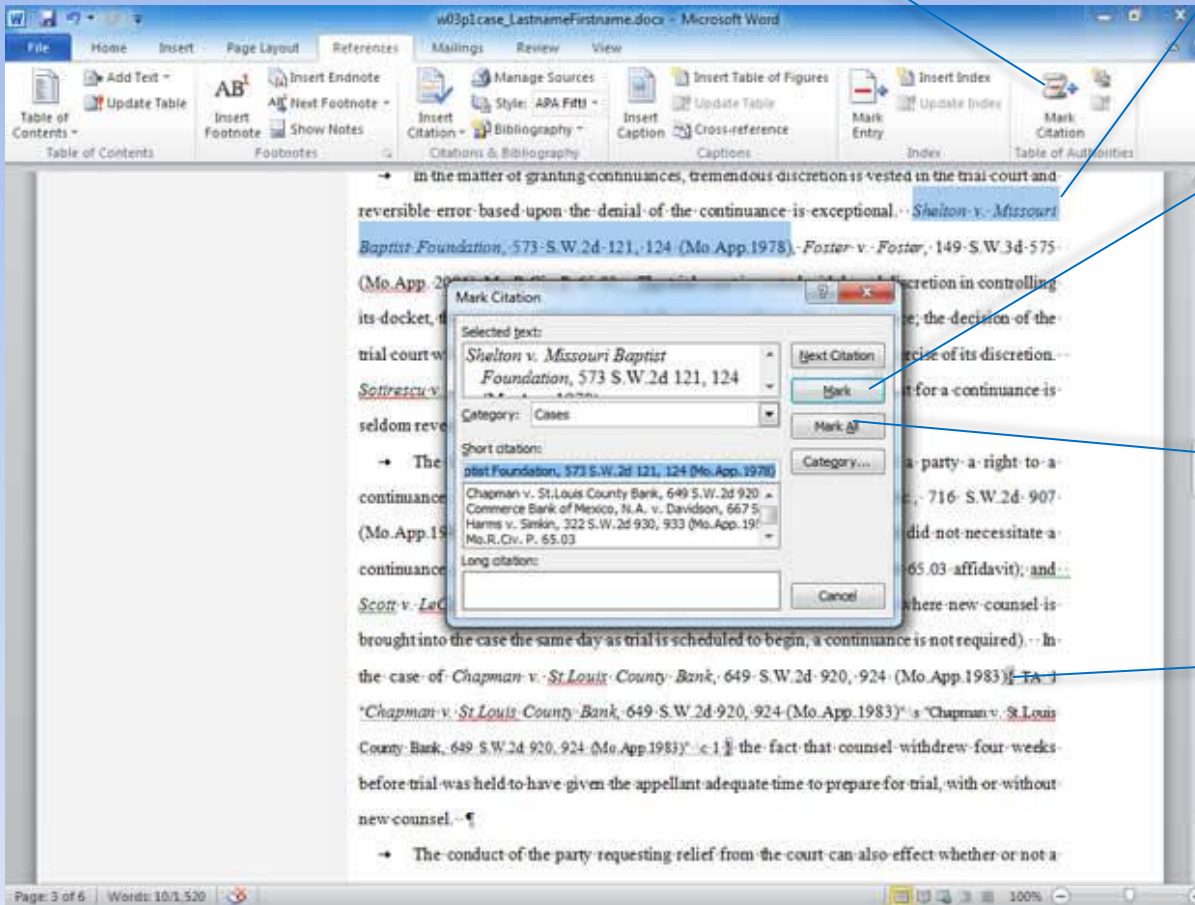 w03p1case_LastnameFirstname.docx - Microsoft Word
File Home Insert Page Layout References Mailings Review View
Table of Contents
Add Text
Update Table
Table of Contents
AB¹
Insert Footnote
Insert Endnote
Next Footnote
Show Notes
Footnotes
Insert Citation
Manage Sources
Style: APA Fifth
Bibliography
Citations & Bibliography
Insert Caption
Insert Table of Figures
Update Table
Cross-reference
Captions
Mark Entry
Insert Index
Update Index
Index
Mark Citation
Table of Authorities
In the matter of granting continuances, tremendous discretion is vested in the trial court and
reversible error based upon the denial of the continuance is exceptional. Shelton v. Missouri
Baptist Foundation, 573 S.W.2d 121, 124 (Mo.App.1978), Foster v. Foster, 149 S.W.3d 575
(Mo.App. discretion in controlling
its docket, the decision of the
trial court exercise of its discretion.
Sotirescu v. for a continuance is
seldom
The a party a right to a
continuance 716 S.W.2d 907
(Mo.App. did not necessitate a
continuance 65.03 affidavit); and
Scott v. where new counsel is
brought into the case the same day as trial is scheduled to begin, a continuance is not required). In
the case of Chapman v. St.Louis County Bank, 649 S.W.2d 920, 924 (Mo.App.1983){ TA \l
"Chapman v. St.Louis County Bank, 649 S.W.2d 920, 924 (Mo.App.1983)" \s "Chapman v. St.Louis
County Bank, 649 S.W.2d 920, 924 (Mo.App.1983)" \c 1 } the fact that counsel withdrew four weeks
before trial was held to have given the appellant adequate time to prepare for trial, with or without
new counsel. ¶
The conduct of the party requesting relief from the court can also effect whether or not a
Mark Citation
Selected text:
Shelton v. Missouri Baptist
Foundation, 573 S.W.2d 121, 124
Category: Cases
Short citation:
ptist Foundation, 573 S.W.2d 121, 124 (Mo.App.1978)
Chapman v. St.Louis County Bank, 649 S.W.2d 920
Commerce Bank of Mexico, N.A. v. Davidson, 667 S
Harms v. Simkin, 322 S.W.2d 930, 933 (Mo.App.19
Mo.R.Civ. P. 65.03
Long citation:
Next Citation
Mark
Mark All
Category...
Cancel
Page: 3 of 6 Words: 10/1,520 100%